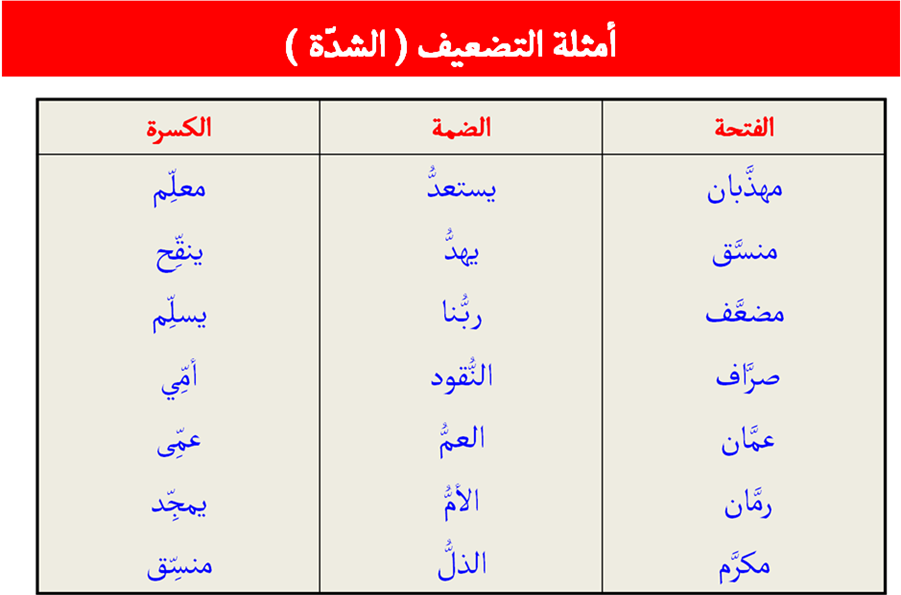 أمثلة التضعيف ( الشدّة )
الفتحة الضمة الكسرة
مهذَّبان يستعدُّ معلِّم
منسَّق يهدُّ ينقِّح
مضعَّف ربُّنا يسلِّم
صرَّاف النُّقود أمِّي
عمَّان العمُّ عمِّى
رمَّان الأمُّ يمجِّد
مكرَّم الذلُّ منسِّق